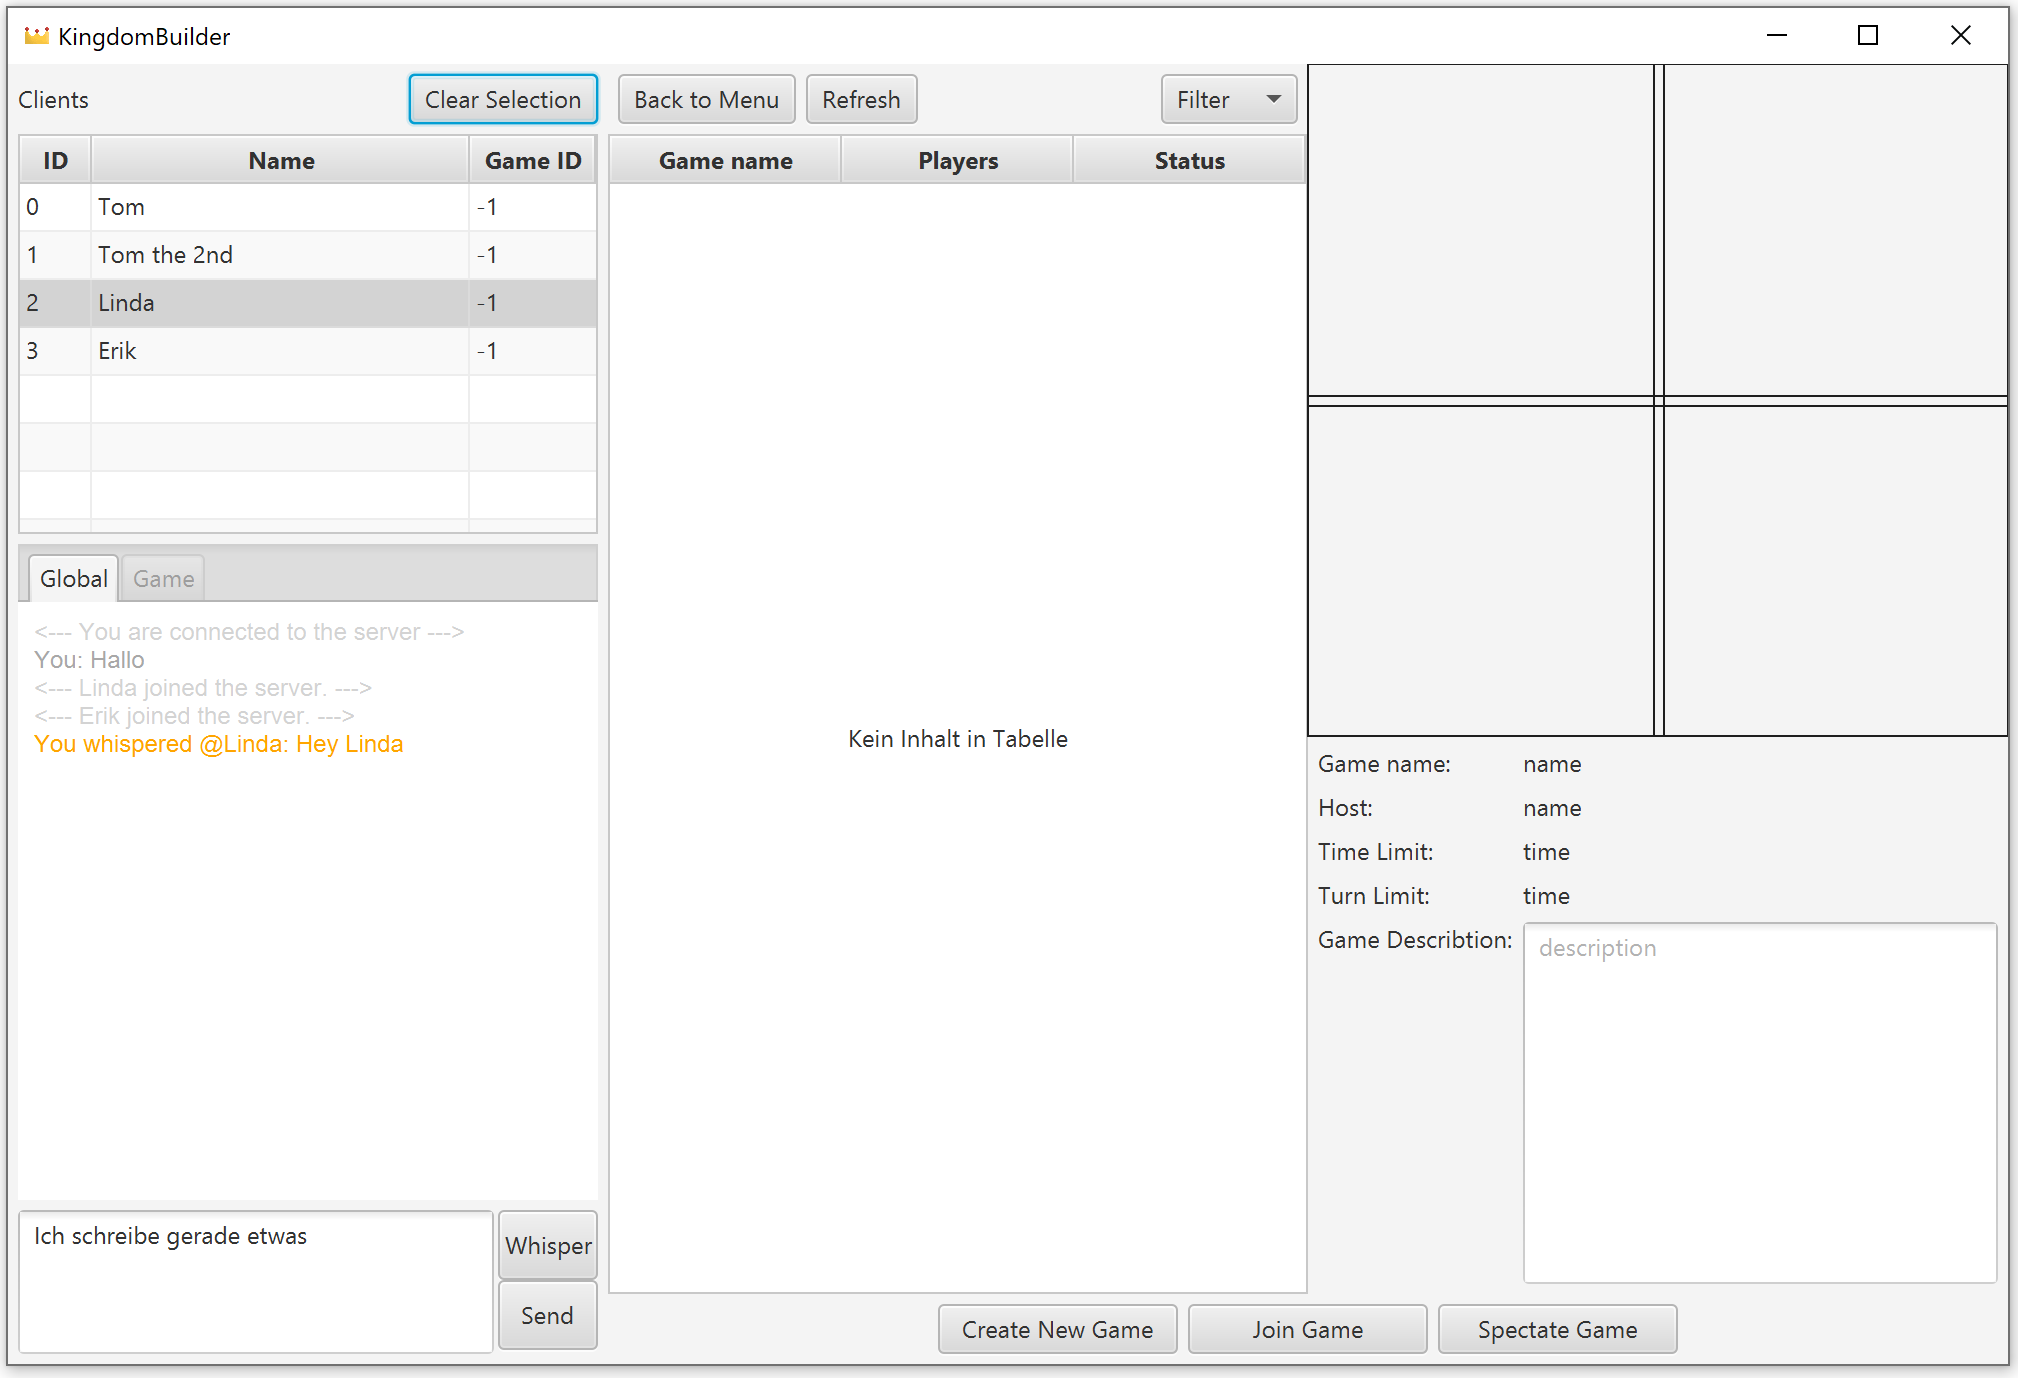 KingdomBuilder
Clients
Clear Selection
Back to Menu
Refresh
Filter
ID Name Game ID
0 Tom -1
1 Tom the 2nd -1
2 Linda -1
3 Erik -1
Game name Players Status
Kein Inhalt in Tabelle
Global Game
<--- You are connected to the server --->
You: Hallo
<--- Linda joined the server. --->
<--- Erik joined the server. --->
You whispered @Linda: Hey Linda
Ich schreibe gerade etwas
Whisper
Send
Game name: name
Host: name
Time Limit: time
Turn Limit: time
Game Describtion: description
Create New Game
Join Game
Spectate Game